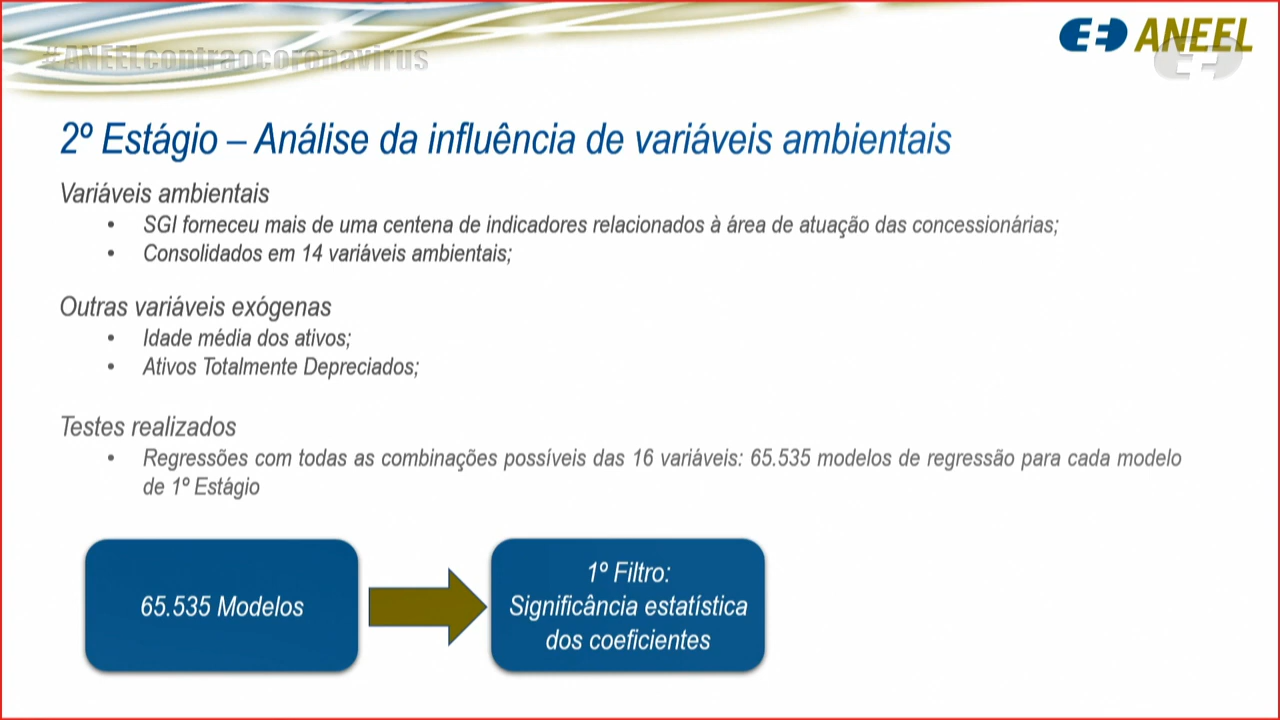 #ANEELcontraocoronavirus
ANEEL
2º Estágio – Análise da influência de variáveis ambientais
Variáveis ambientais
• SGI forneceu mais de uma centena de indicadores relacionados à área de atuação das concessionárias;
• Consolidados em 14 variáveis ambientais;
Outras variáveis exógenas
• Idade média dos ativos;
• Ativos Totalmente Depreciados;
Testes realizados
• Regressões com todas as combinações possíveis das 16 variáveis: 65.535 modelos de regressão para cada modelo
de 1º Estágio
65.535 Modelos
1º Filtro:
Significância estatística
dos coeficientes